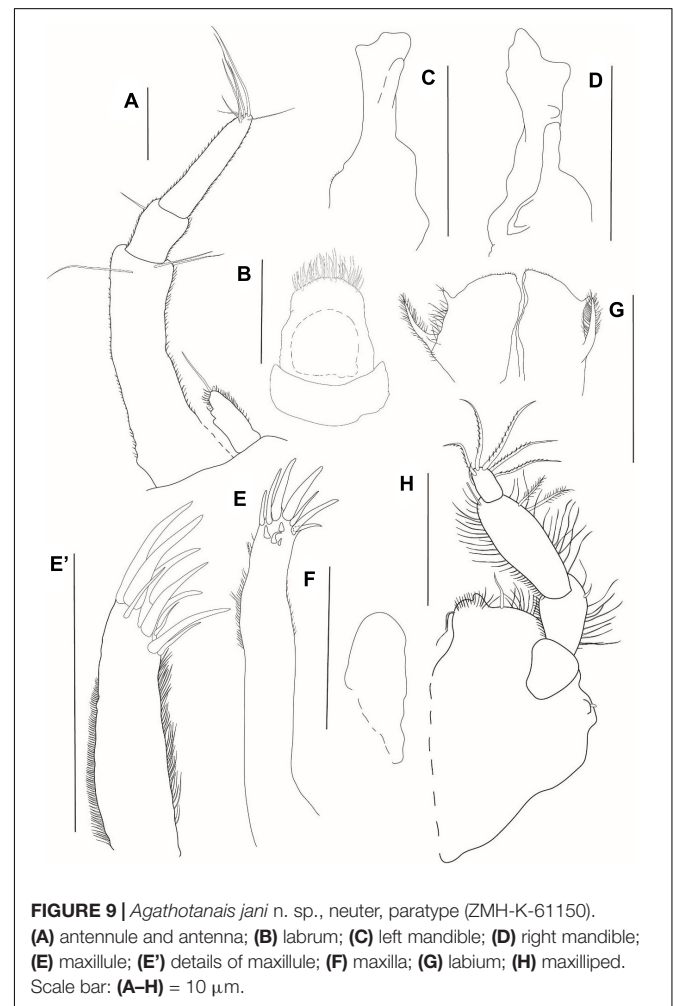 A
C
D
B
G
E
H
E’
F
FIGURE 9 | Agathotanais jani n. sp., neuter, paratype (ZMH-K-61150).
(A) antennule and antenna; (B) labrum; (C) left mandible; (D) right mandible;
(E) maxillule; (E’) details of maxillule; (F) maxilla; (G) labium; (H) maxilliped.
Scale bar: (A–H) = 10 μm.